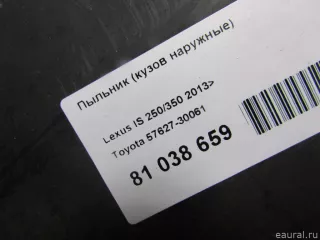 Пыльник (кузов наружные)
Lexus IS 250/350 2013>
Toyota 57627-30061
81 038 659
eaural.ru